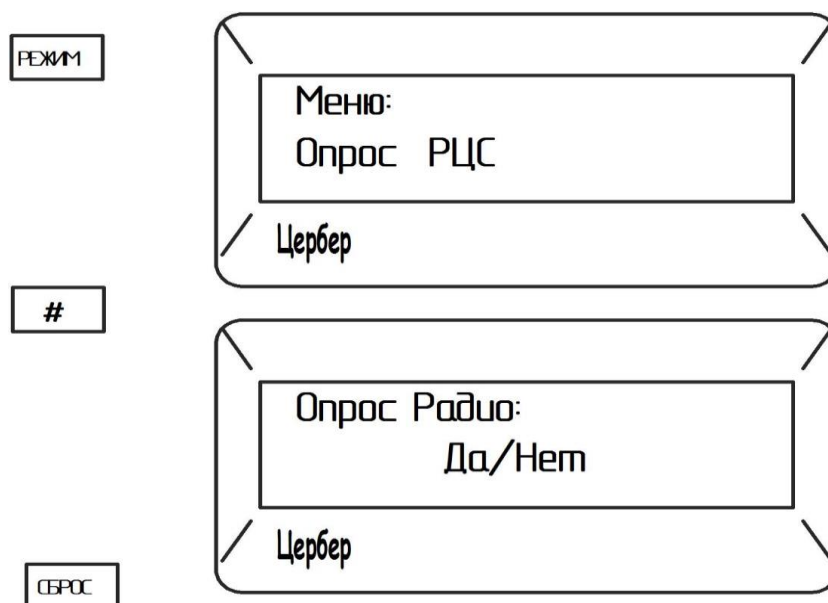 РЕЖИМ
Меню:
Опрос РЦС
Цербер
#
Опрос Радио:
Да/Нет
Цербер
СБРОС